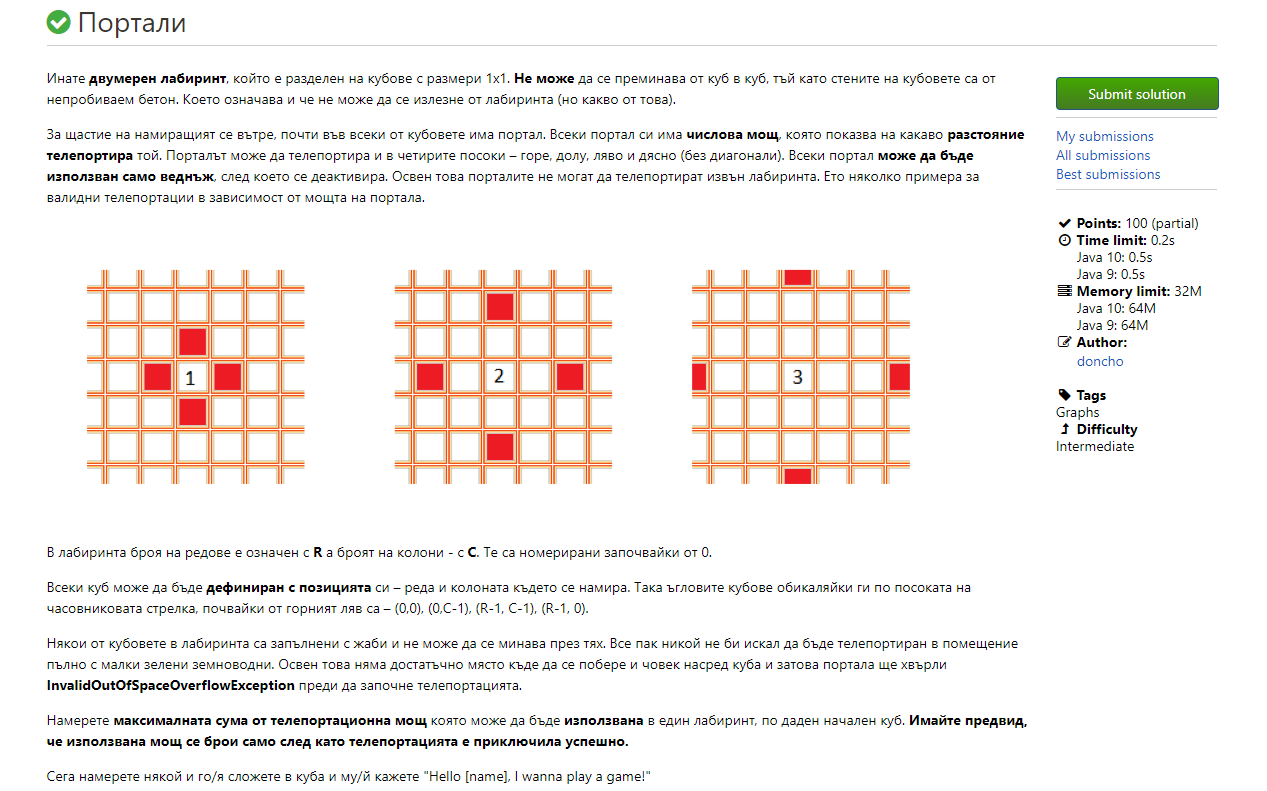 Портали
Инате двумерен лабиринт, който е разделен на кубове с размери 1x1. Не може да се преминава от куб в куб, тъй като стените на кубовете са от
непробиваем бетон. Което означава и че не може да се излезне от лабиринта (но какво от това).
За щастие на намиращият се вътре, почти във всеки от кубовете има портал. Всеки портал си има числова мощ, която показва на какаво разстояние
телепортира той. Порталът може да телепортира и в четирите посоки – горе, долу, ляво и дясно (без диагонали). Всеки портал може да бъде
използван само веднъж, след което се деактивира. Освен това порталите не могат да телепортират извън лабиринта. Ето няколко примера за
валидни телепортации в зависимост от мощта на портала.
1
2
3
В лабиринта броя на редове е означен с R а броят на колони - с C. Те са номерирани започвайки от 0.
Всеки куб може да бъде дефиниран с позицията си – реда и колоната където се намира. Така ъгловите кубове обикаляйки ги по посоката на
часовниковата стрелка, почвайки от горният ляв са – (0,0), (0,C-1), (R-1, C-1), (R-1, 0).
Някои от кубовете в лабиринта са запълнени с жаби и не може да се минава през тях. Все пак никой не би искал да бъде телепортиран в помещение
пълно с малки зелени земноводни. Освен това няма достатъчно място къде да се побере и човек насред куба и затова портала ще хвърли
InvalidOutOfSpaceOverflowException преди да започне телепортацията.
Намерете максималната сума от телепортационна мощ която може да бъде използвана в един лабиринт, по даден начален куб. Имайте предвид,
че използвана мощ се брои само след като телепортацията е приключила успешно.
Сега намерете някой и го/я сложете в куба и му/й кажете "Hello [name], I wanna play a game!"
Submit solution
My submissions
All submissions
Best submissions
Points: 100 (partial)
Time limit: 0.2s
Java 10: 0.5s
Java 9: 0.5s
Memory limit: 32M
Java 10: 64M
Java 9: 64M
Author:
doncho
Tags
Graphs
Difficulty
Intermediate